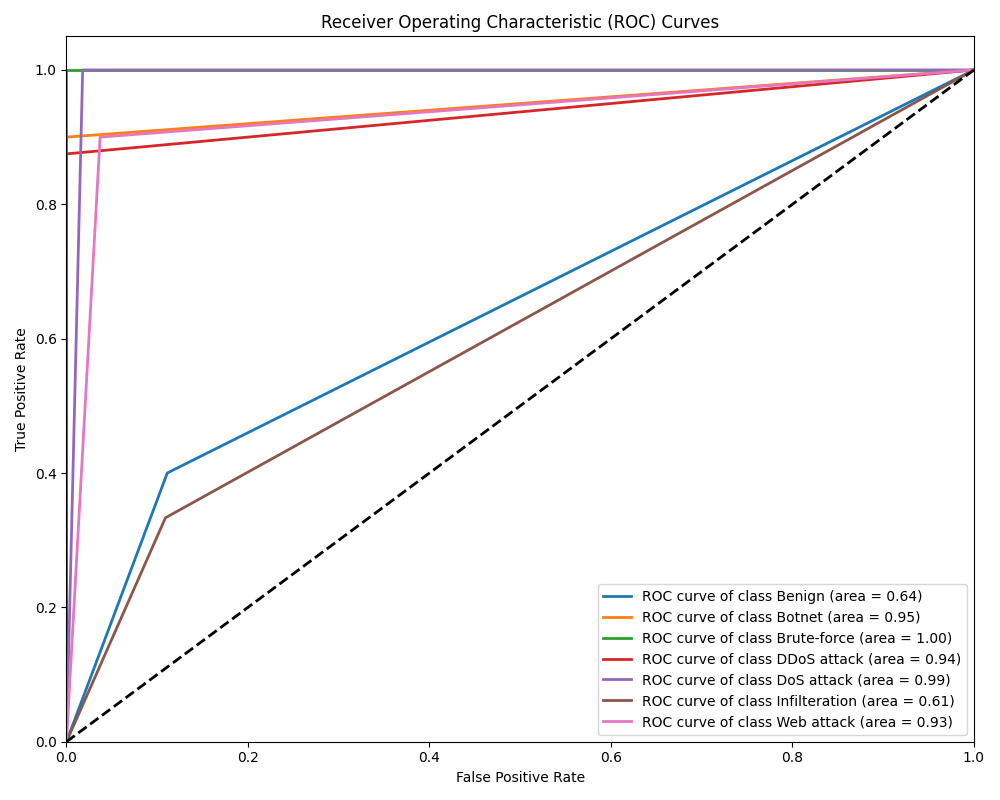 Receiver Operating Characteristic (ROC) Curves
1.0
0.8
0.6
0.4
0.2
0.0
True Positive Rate
0.0 0.2 0.4 0.6 0.8 1.0
False Positive Rate
ROC curve of class Benign (area = 0.64)
ROC curve of class Botnet (area = 0.95)
ROC curve of class Brute-force (area = 1.00)
ROC curve of class DDoS attack (area = 0.94)
ROC curve of class DoS attack (area = 0.99)
ROC curve of class Infilteration (area = 0.61)
ROC curve of class Web attack (area = 0.93)